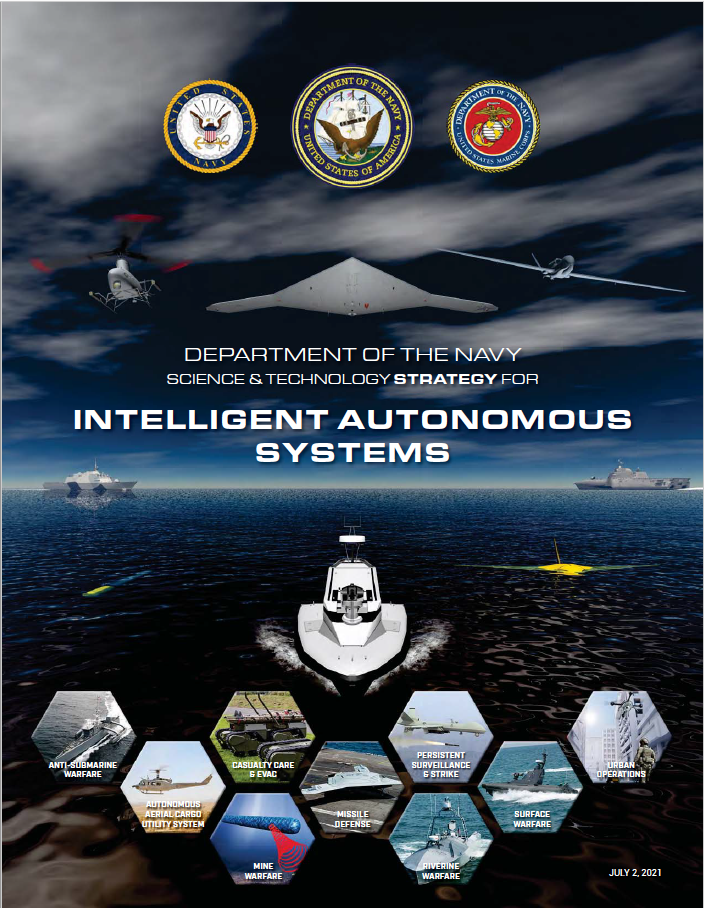 UNITED STATES
NAVY
DEPARTMENT OF THE NAVY
UNITED STATES OF AMERICA
DEPARTMENT OF THE NAVY
UNITED STATES MARINE CORPS
DEPARTMENT OF THE NAVY
SCIENCE & TECHNOLOGY STRATEGY FOR
INTELLIGENT AUTONOMOUS
SYSTEMS
ANTI-SUBMARINE
WARFARE
AUTONOMOUS
AERIAL CARGO
UTILITY SYSTEM
CASUALTY CARE
& EVAC
MINE
WARFARE
MISSILE
DEFENSE
PERSISTENT
SURVEILLANCE
& STRIKE
RIVERINE
WARFARE
SURFACE
WARFARE
URBAN
OPERATIONS
JULY 2, 2021